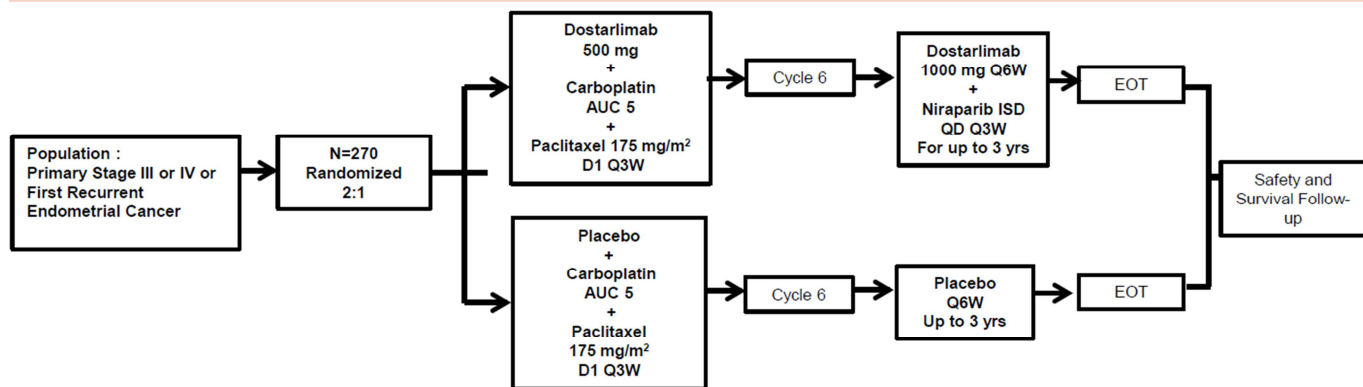 Population :
Primary Stage III or IV or
First Recurrent
Endometrial Cancer
N=270
Randomized
2:1
Dostarlimab
500 mg
+
Carboplatin
AUC 5
+
Paclitaxel 175 mg/m²
D1 Q3W
Cycle 6
Dostarlimab
1000 mg Q6W
+
Niraparib ISD
QD Q3W
For up to 3 yrs
EOT
Placebo
+
Carboplatin
AUC 5
+
Paclitaxel
175 mg/m²
D1 Q3W
Cycle 6
Placebo
Q6W
Up to 3 yrs
EOT
Safety and
Survival Follow-
up